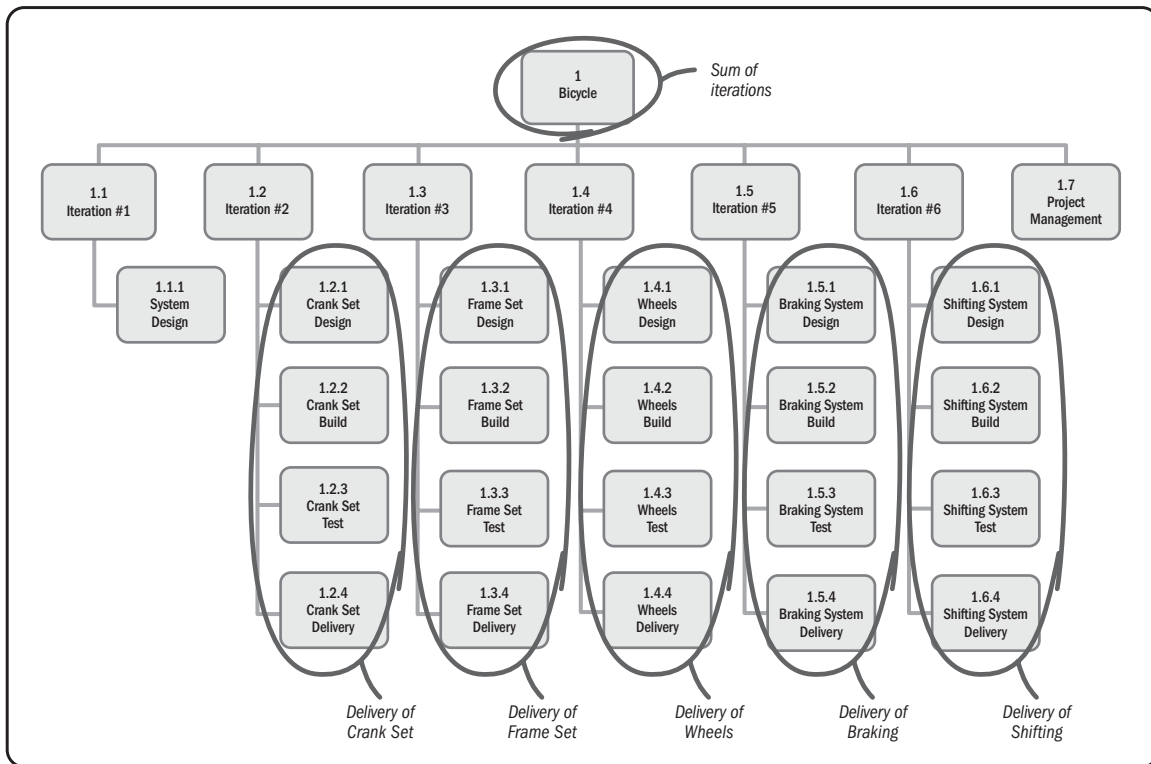 1
Bicycle
Sum of
iterations
1.1
Iteration #1
1.2
Iteration #2
1.3
Iteration #3
1.4
Iteration #4
1.5
Iteration #5
1.6
Iteration #6
1.7
Project
Management
1.1.1
System
Design
1.2.1
Crank Set
Design
1.3.1
Frame Set
Design
1.4.1
Wheels
Design
1.5.1
Braking System
Design
1.6.1
Shifting System
Design
1.2.2
Crank Set
Build
1.3.2
Frame Set
Build
1.4.2
Wheels
Build
1.5.2
Braking System
Build
1.6.2
Shifting System
Build
1.2.3
Crank Set
Test
1.3.3
Frame Set
Test
1.4.3
Wheels
Test
1.5.3
Braking System
Test
1.6.3
Shifting System
Test
1.2.4
Crank Set
Delivery
1.3.4
Frame Set
Delivery
1.4.4
Wheels
Delivery
1.5.4
Braking System
Delivery
1.6.4
Shifting System
Delivery
Delivery of
Crank Set
Delivery of
Frame Set
Delivery of
Wheels
Delivery of
Braking
Delivery of
Shifting